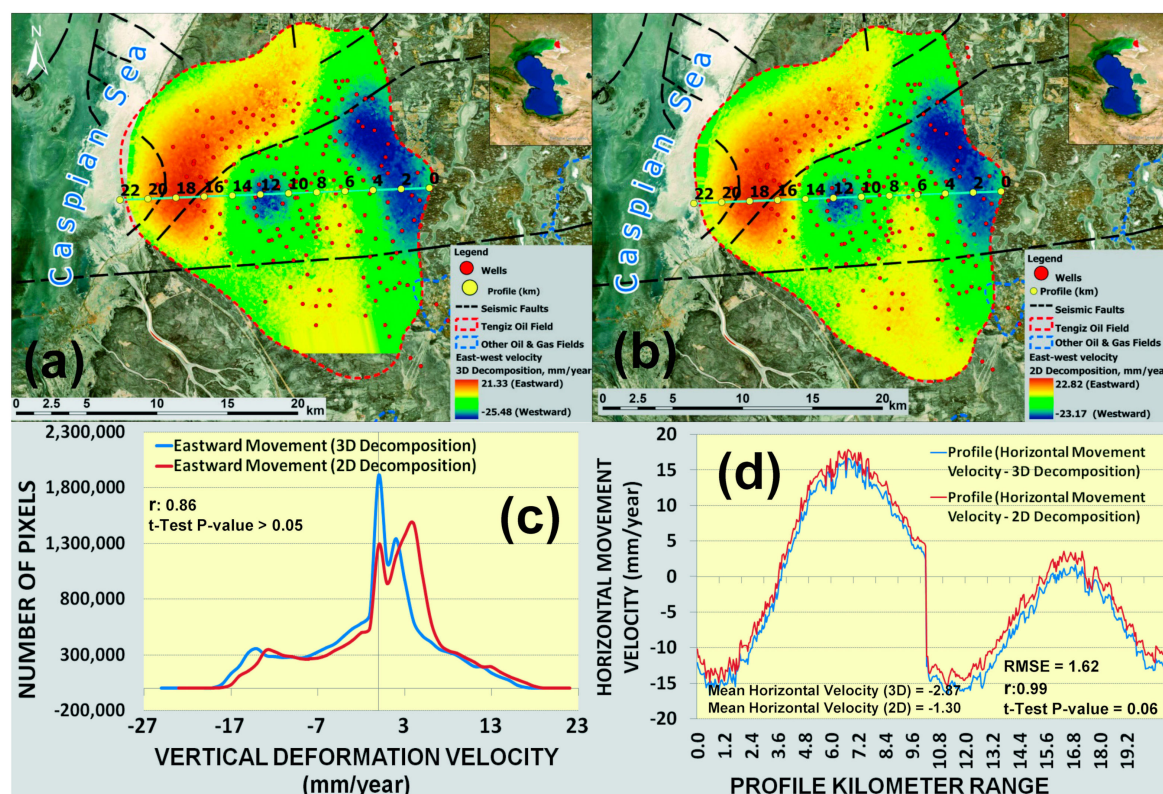 N
Caspian Sea
22 20 18 16 14 12 10 8 6 4 2 0
Legend
Wells
Profile (km)
Seismic Faults
Tengiz Oil Field
Other Oil & Gas Fields
East-west velocity
3D Decomposition, mm/year
21.33 (Eastward)
-25.48 (Westward)
(a)
0 2.5 5 10 15 20
km
Caspian Sea
22 20 18 16 14 12 10 8 6 4 2 0
Legend
Wells
Profile (km)
Seismic Faults
Tengiz Oil Field
Other Oil & Gas Fields
East-west velocity
2D Decomposition, mm/year
22.82 (Eastward)
-23.17 (Westward)
(b)
0 2.5 5 10 15 20
km
2,300,000
1,800,000
1,300,000
800,000
300,000
-200,000
NUMBER OF PIXELS
Eastward Movement (3D Decomposition)
Eastward Movement (2D Decomposition)
r: 0.86
t-Test P-value > 0.05
(c)
-27 -17 -7 3 13 23
VERTICAL DEFORMATION VELOCITY
(mm/year)
20
15
10
5
0
-5
-10
-15
-20
HORIZONTAL MOVEMENT
VELOCITY (mm/year)
(d)
Profile (Horizontal Movement
Velocity - 3D Decomposition)
Profile (Horizontal Movement
Velocity - 2D Decomposition)
RMSE = 1.62
r:0.99
t-Test P-value = 0.06
Mean Horizontal Velocity (3D) = -2.87
Mean Horizontal Velocity (2D) = -1.30
0.0 1.2 2.4 3.6 4.8 6.0 7.2 8.4 9.6 10.8 12.0 13.2 14.4 15.6 16.8 18.0 19.2
PROFILE KILOMETER RANGE